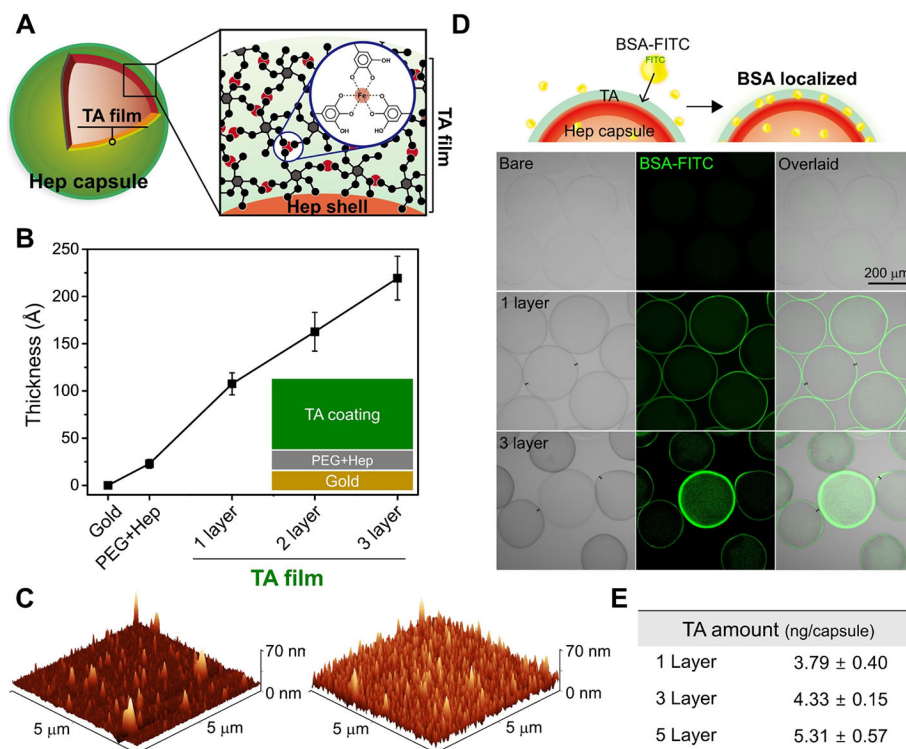 A
TA film
Hep capsule
OH
O
O
O
O
Fe
O
O
HO
OH
Hep shell
TA film
B
250
200
150
100
50
0
Thickness (Å)
TA coating
PEG+Hep
Gold
Gold
PEG+Hep
1 layer
2 layer
3 layer
TA film
C
70 nm
0 nm
5 μm
5 μm
70 nm
0 nm
5 μm
5 μm
D
BSA-FITC
FITC
TA
Hep capsule
BSA localized
Bare
BSA-FITC
Overlaid
200 μm
1 layer
3 layer
E
TA amount (ng/capsule)
1 Layer 3.79 ± 0.40
3 Layer 4.33 ± 0.15
5 Layer 5.31 ± 0.57